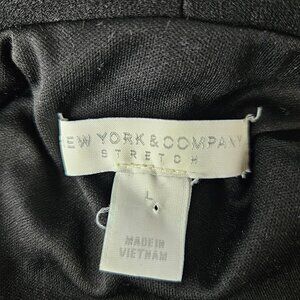 EW YORK & COMPANY
STRETCH
L
MADE IN
VIETNAM